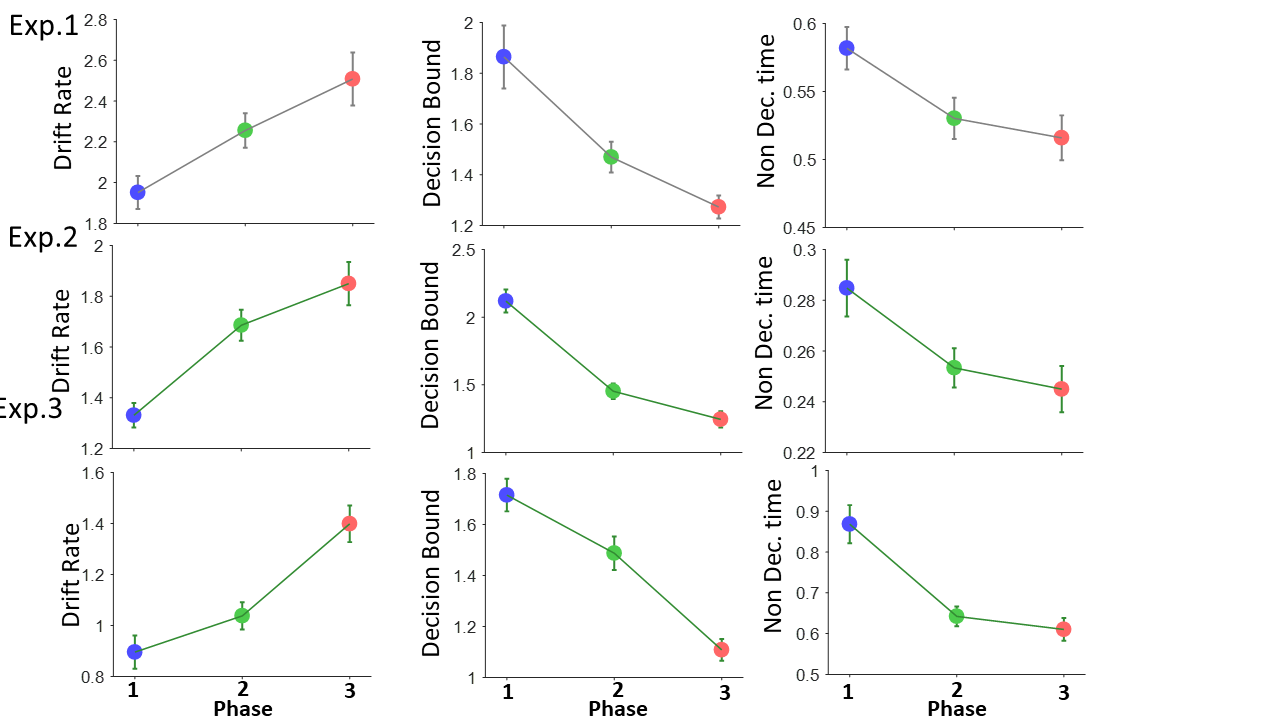 Exp.1
Drift Rate
2.8
2.6
2.4
2.2
2
1.8
Decision Bound
2
1.8
1.6
1.4
1.2
Non Dec. time
0.6
0.55
0.5
0.45
Exp.2
Drift Rate
2
1.8
1.6
1.4
1.2
Decision Bound
2.5
2
1.5
1
Non Dec. time
0.3
0.28
0.26
0.24
0.22
Exp.3
Drift Rate
1.6
1.4
1.2
1
0.8
1 2 3
Phase
Decision Bound
1.8
1.6
1.4
1.2
1
1 2 3
Phase
Non Dec. time
1
0.9
0.8
0.7
0.6
0.5
1 2 3
Phase